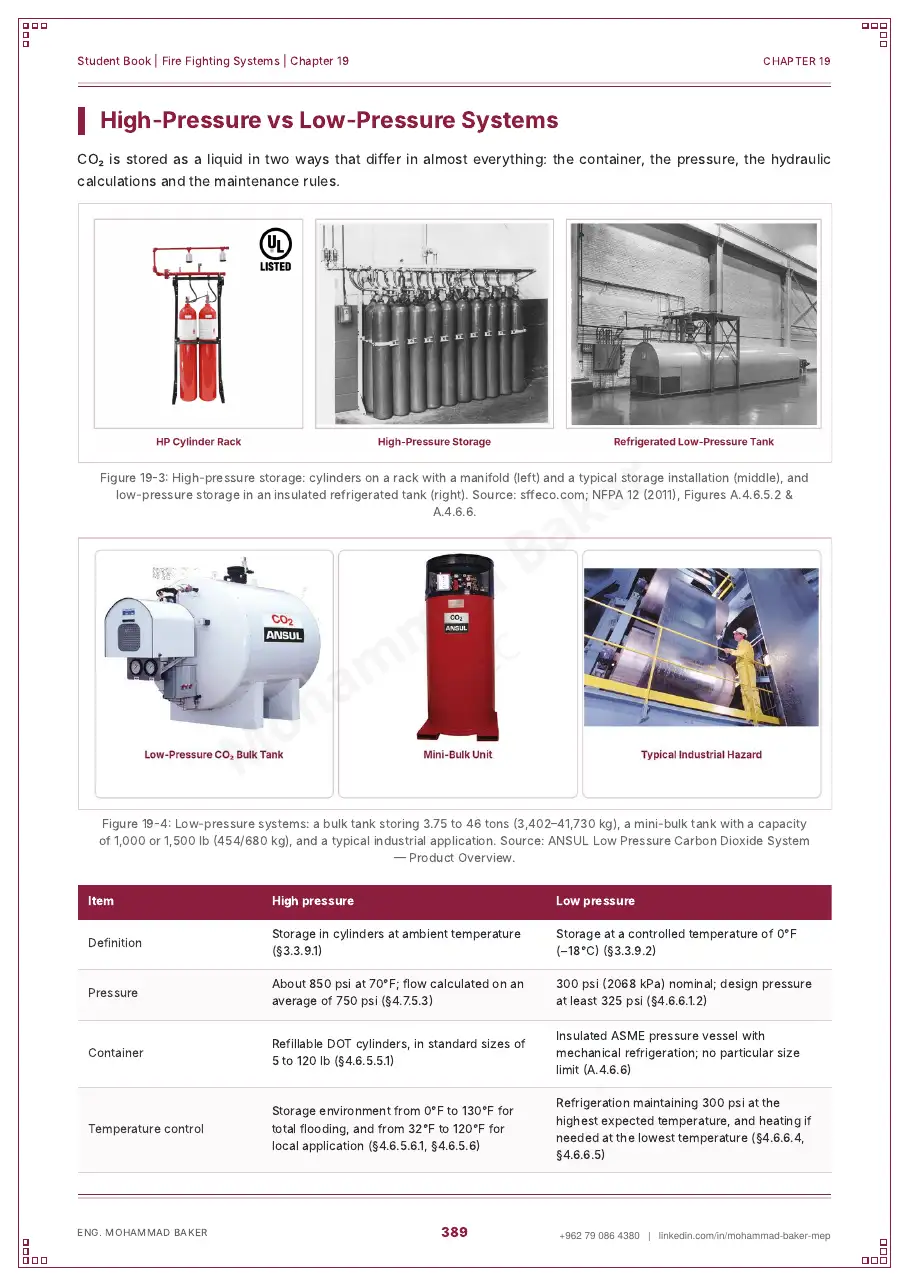 Student Book | Fire Fighting Systems | Chapter 19
CHAPTER 19
High-Pressure vs Low-Pressure Systems
CO₂ is stored as a liquid in two ways that differ in almost everything: the container, the pressure, the hydraulic
calculations and the maintenance rules.
UL
LISTED
HP Cylinder Rack
High-Pressure Storage
Refrigerated Low-Pressure Tank
Figure 19-3: High-pressure storage: cylinders on a rack with a manifold (left) and a typical storage installation (middle), and
low-pressure storage in an insulated refrigerated tank (right). Source: sffeco.com; NFPA 12 (2011), Figures A.4.6.5.2 &
A.4.6.6.
CO₂
ANSUL
CO₂
ANSUL
Low-Pressure CO₂ Bulk Tank
Mini-Bulk Unit
Typical Industrial Hazard
Figure 19-4: Low-pressure systems: a bulk tank storing 3.75 to 46 tons (3,402–41,730 kg), a mini-bulk tank with a capacity
of 1,000 or 1,500 lb (454/680 kg), and a typical industrial application. Source: ANSUL Low Pressure Carbon Dioxide System
— Product Overview.
Item
High pressure
Low pressure
Definition
Storage in cylinders at ambient temperature
(§3.3.9.1)
Storage at a controlled temperature of 0°F
(−18°C) (§3.3.9.2)
Pressure
About 850 psi at 70°F; flow calculated on an
average of 750 psi (§4.7.5.3)
300 psi (2068 kPa) nominal; design pressure
at least 325 psi (§4.6.6.1.2)
Container
Refillable DOT cylinders, in standard sizes of
5 to 120 lb (§4.6.5.5.1)
Insulated ASME pressure vessel with
mechanical refrigeration; no particular size
limit (A.4.6.6)
Temperature control
Storage environment from 0°F to 130°F for
total flooding, and from 32°F to 120°F for
local application (§4.6.5.6.1, §4.6.5.6)
Refrigeration maintaining 300 psi at the
highest expected temperature, and heating if
needed at the lowest temperature (§4.6.6.4,
§4.6.6.5)
ENG. MOHAMMAD BAKER
389
+962 79 086 4380 | linkedin.com/in/mohammad-baker-mep